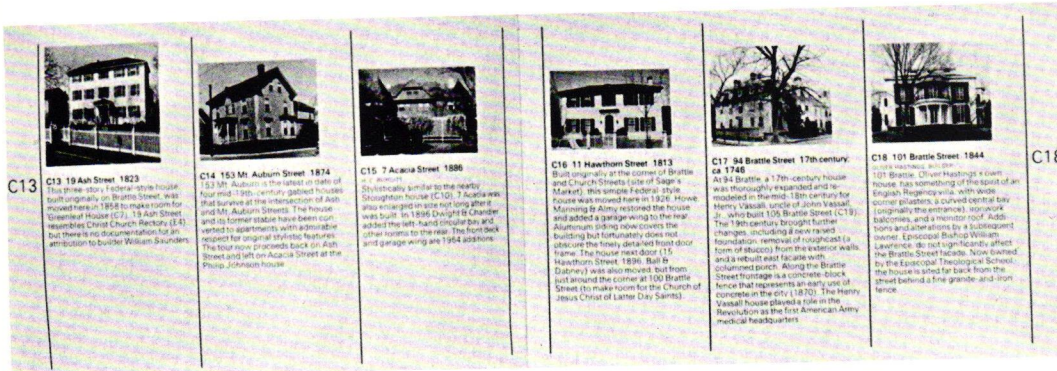 C13
C13 19 Ash Street 1823
This three-story Federal-style house
built originally on Brattle Street, was
moved here in 1858 to make room for
Greenleaf House (C7). 19 Ash Street
resembles Christ Church Rectory (E4)
but there is no documentation for an
attribution to builder William Saunders.
C14 153 Mt. Auburn Street 1874
153 Mt. Auburn is the latest in date of
four mid-19th-century gabled houses
that survive at the intersection of Ash
and Mt. Auburn Streets. The house
and its former stable have been con-
verted to apartments with admirable
respect for original stylistic features.
The tour now proceeds back on Ash
Street and left on Acacia Street at the
Philip Johnson house.
C15 7 Acacia Street 1886
Stylistically similar to the nearby
Stoughton house (C10), 7 Acacia was
also enlarged in size not long after it
was built. In 1896 Dwight & Chandler
added the left-hand circular bay and
other rooms to the rear. The front deck
and garage wing are 1964 additions.
C16 11 Hawthorn Street 1813
Built originally at the corner of Brattle
and Church Streets (site of Sage's
Market), this simple Federal-style
house was moved here in 1926. Howe
Manning & Almy restored the house
and added a garage wing to the rear.
Aluminum siding now covers the
building but fortunately does not
obscure the finely detailed front door
frame. The house next door (15
Hawthorn Street, 1896, Ball &
Dabney) was also moved, but from
just around the corner at 100 Brattle
Street (to make room for the Church of
Jesus Christ of Latter Day Saints).
C17 94 Brattle Street 17th century;
ca 1746
At 94 Brattle, a 17th-century house
was thoroughly expanded and re-
modeled in the mid-18th century for
Henry Vassall, uncle of John Vassall,
Jr., who built 105 Brattle Street (C19).
The 19th century brought further
changes, including a new raised
foundation, removal of roughcast (a
form of stucco) from the exterior walls,
and a rebuilt east facade with
columned porch. Along the Brattle
Street frontage is a concrete-block
fence that represents an early use of
concrete in the city (1870). The Henry
Vassall house played a role in the
Revolution as the first American Army
medical headquarters.
C18 101 Brattle Street 1844
OLIVER HASTINGS, BUILDER
101 Brattle, Oliver Hastings's own
house, has something of the spirit of an
English Regency villa, with wide
corner pilasters, a curved central bay
(originally the entrance), ironwork
balconies, and a monitor roof. Addi-
tions and alterations by a subsequent
owner, Episcopal Bishop William
Lawrence, do not significantly affect
the Brattle Street facade. Now owned
by the Episcopal Theological School,
the house is sited far back from the
street behind a fine granite-and-iron
fence.
C18